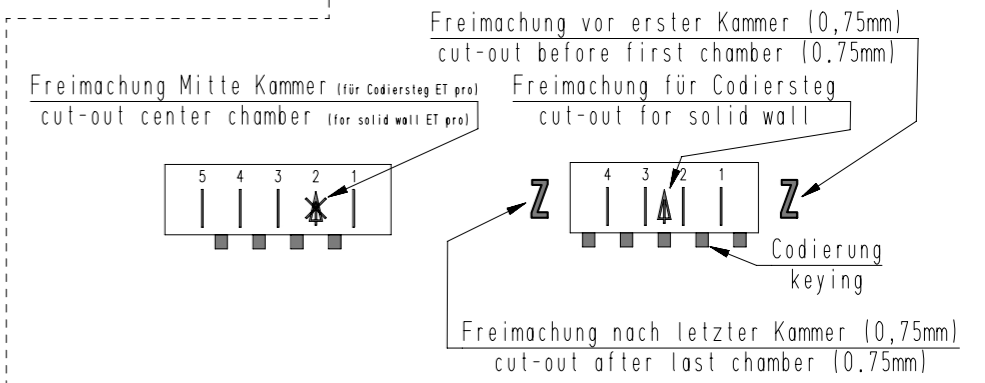 Freimachung vor erster Kammer (0,75mm)
cut-out before first chamber (0.75mm)
Freimachung Mitte Kammer (für Codiersteg ET pro)
cut-out center chamber (for solid wall ET pro)
Freimachung für Codiersteg
cut-out for solid wall
5 4 3 2 1
Z 4 3 2 1 Z
Codierung
keying
Freimachung nach letzter Kammer (0,75mm)
cut-out after last chamber (0.75mm)